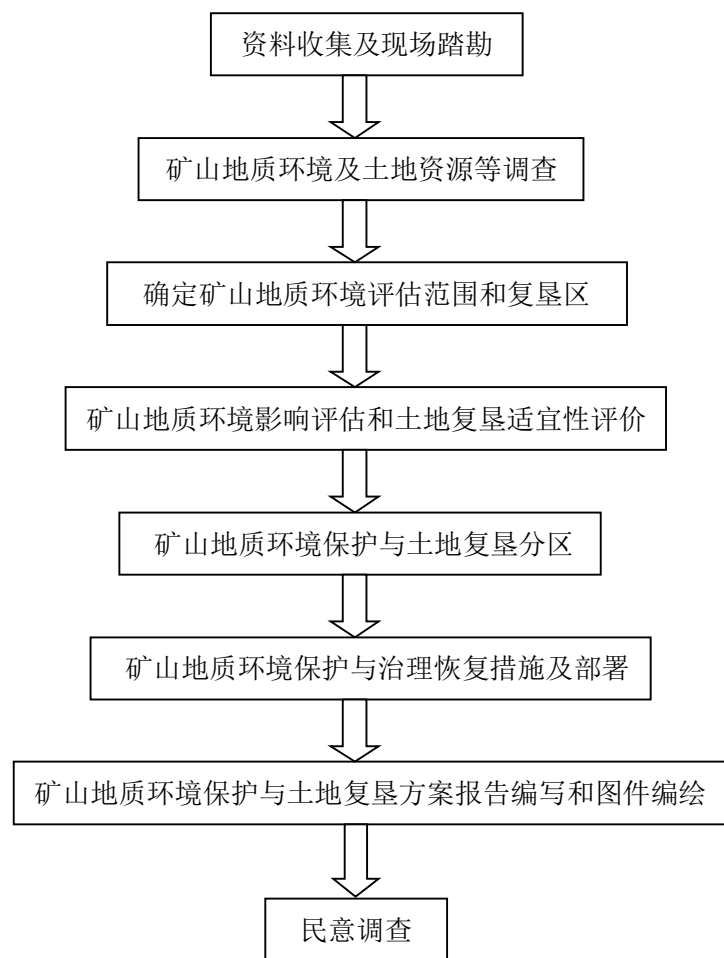 资料收集及现场踏勘
矿山地质环境及土地资源等调查
确定矿山地质环境评估范围和复垦区
矿山地质环境影响评估和土地复垦适宜性评价
矿山地质环境保护与土地复垦分区
矿山地质环境保护与治理恢复措施及部署
矿山地质环境保护与土地复垦方案报告编写和图件编绘
民意调查